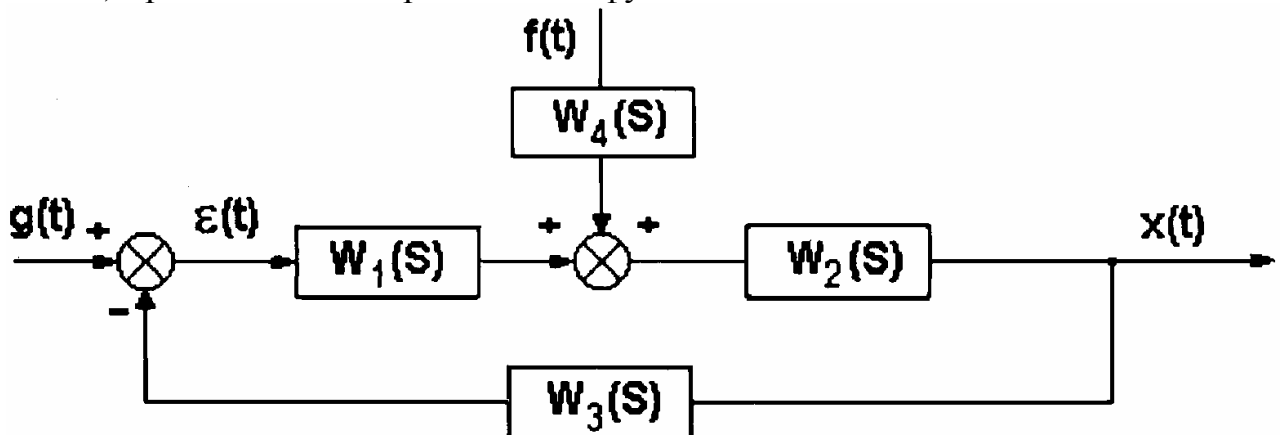 f(t)
W₄(S)
g(t) + ε(t) + + x(t)
W₁(S) W₂(S)
-
W₃(S)